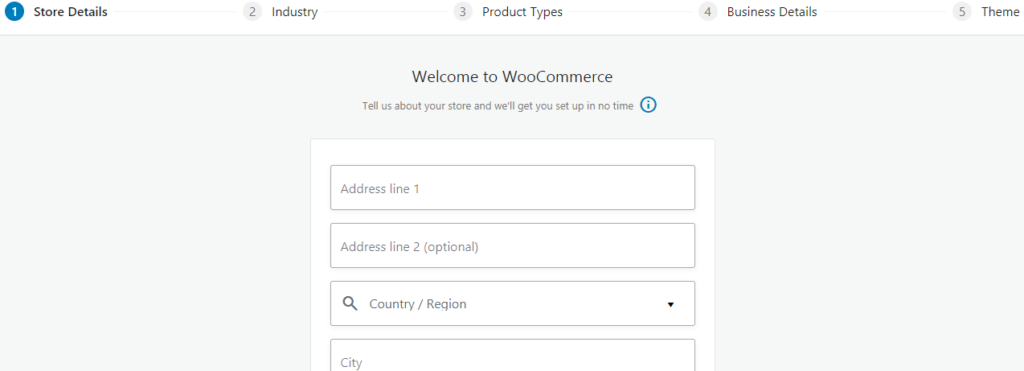 1 Store Details 2 Industry 3 Product Types 4 Business Details 5 Theme
Welcome to WooCommerce
Tell us about your store and we'll get you set up in no time
Address line 1
Address line 2 (optional)
Country / Region
City